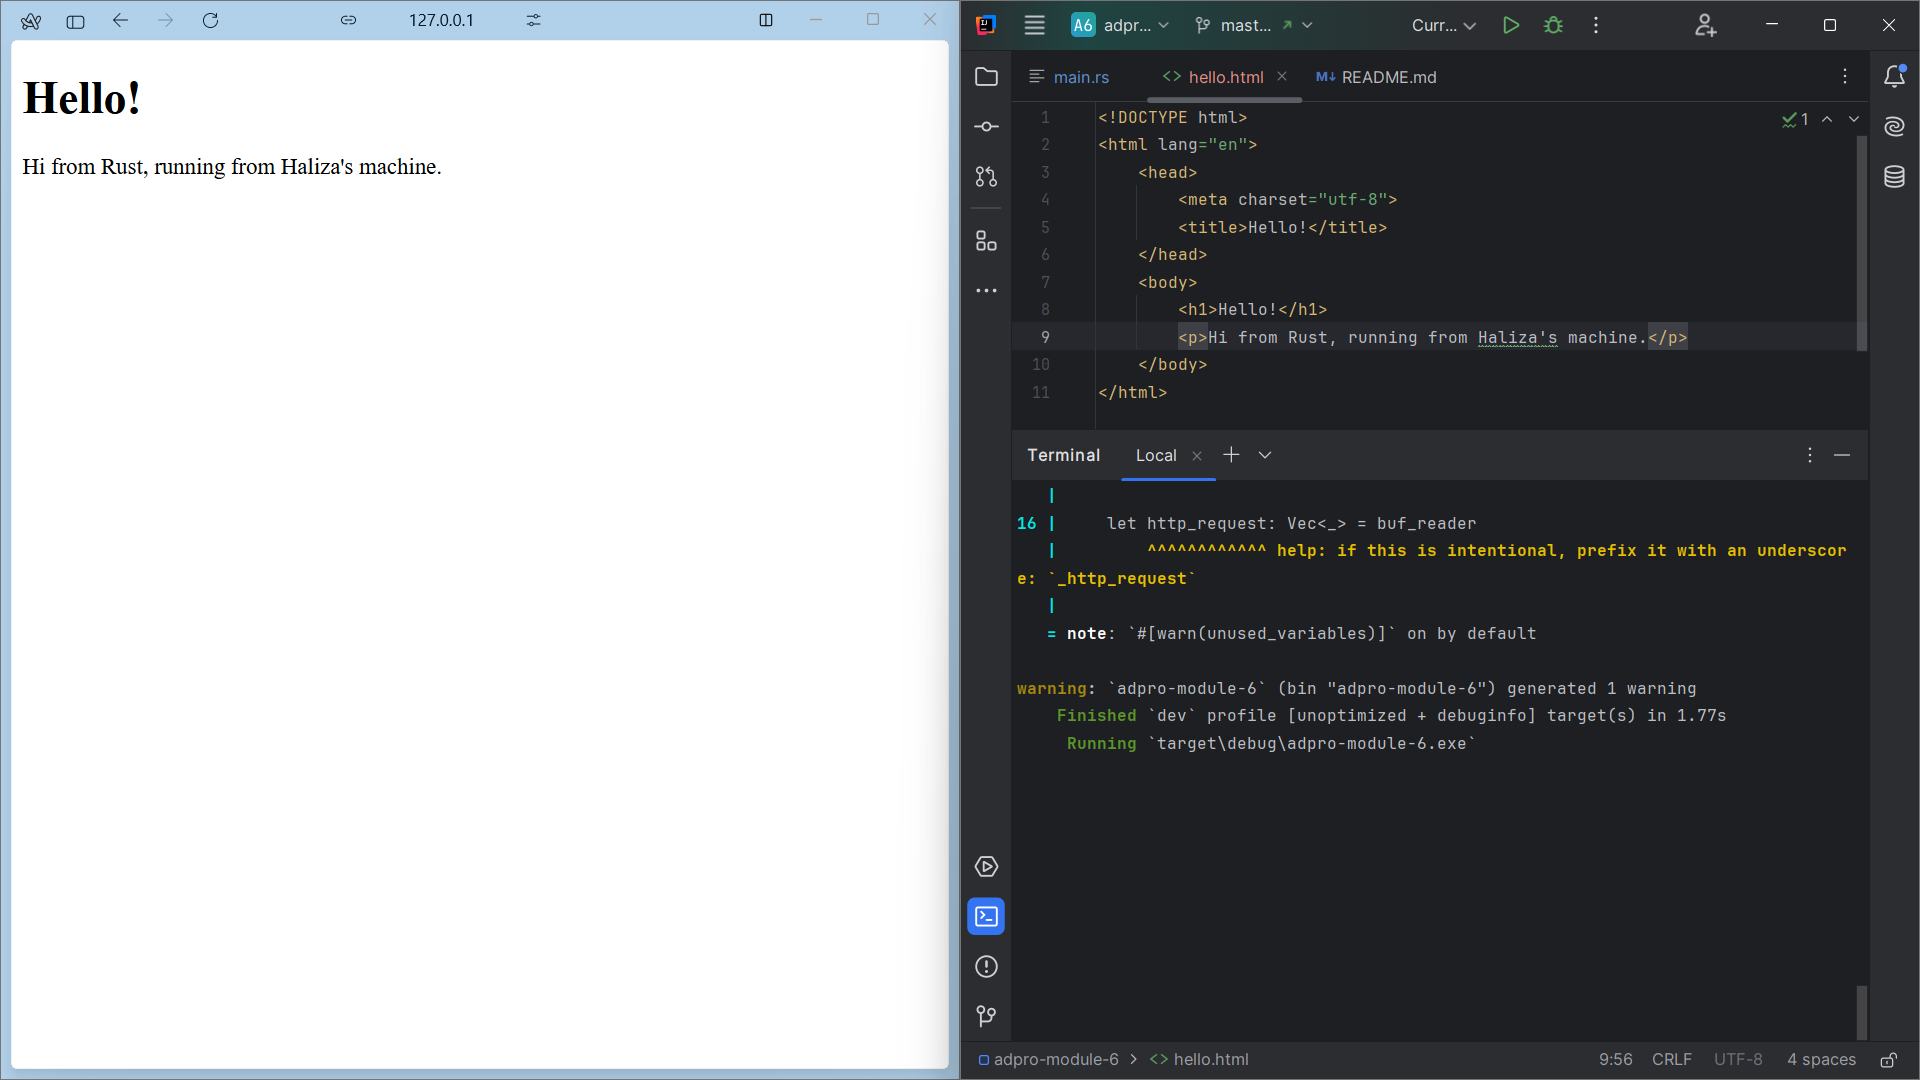 127.0.0.1
Hello!
Hi from Rust, running from Haliza's machine.
A6 adpr... mast... Curr...
main.rs hello.html M↓ README.md
1 <!DOCTYPE html>
2 <html lang="en">
3 <head>
4 <meta charset="utf-8">
5 <title>Hello!</title>
6 </head>
7 <body>
8 <h1>Hello!</h1>
9 <p>Hi from Rust, running from Haliza's machine.</p>
10 </body>
11 </html>
1
Terminal Local
|
16 | let http_request: Vec<_> = buf_reader
| ^^^^^^^^^^^^ help: if this is intentional, prefix it with an underscor
e: `_http_request`
|
= note: `#[warn(unused_variables)]` on by default
warning: `adpro-module-6` (bin "adpro-module-6") generated 1 warning
Finished `dev` profile [unoptimized + debuginfo] target(s) in 1.77s
Running `target\debug\adpro-module-6.exe`
adpro-module-6 > <> hello.html 9:56 CRLF UTF-8 4 spaces